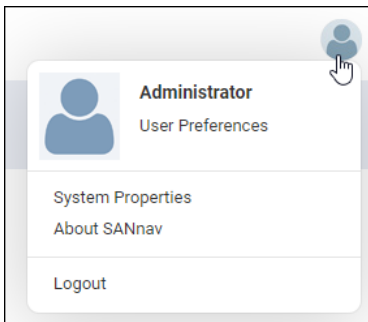 Administrator
User Preferences
System Properties
About SANnav
Logout